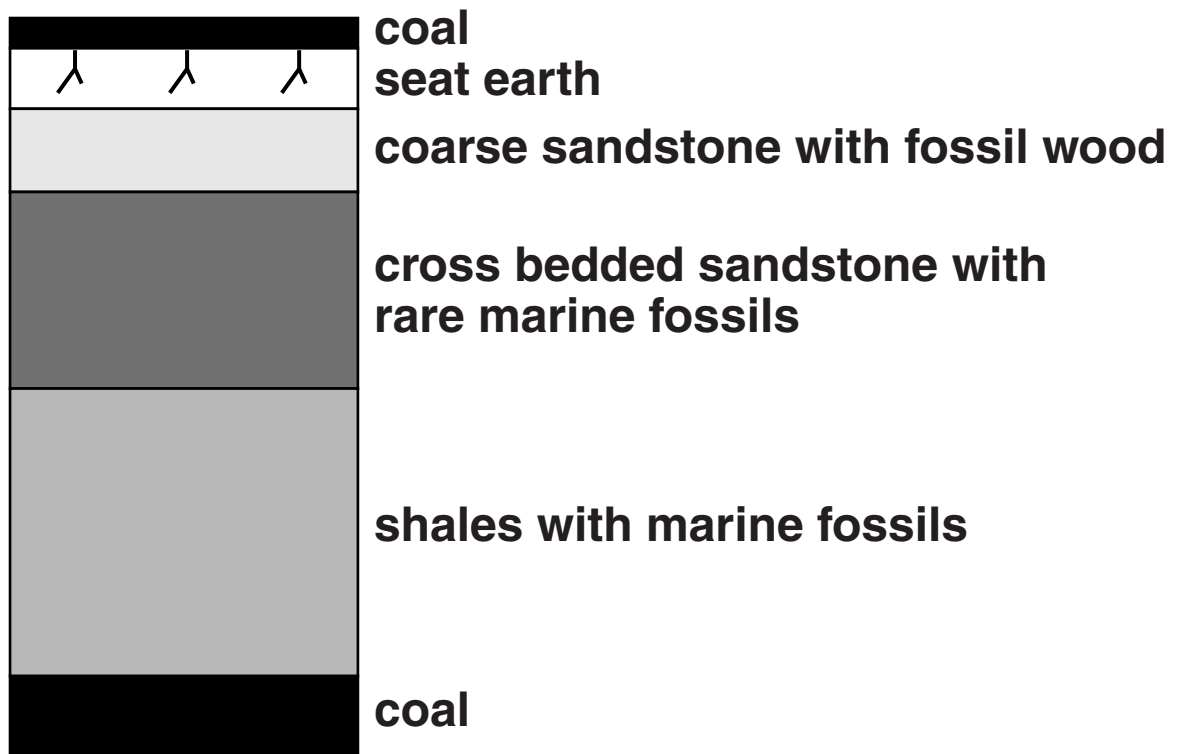 coal
seat earth
coarse sandstone with fossil wood
cross bedded sandstone with
rare marine fossils
shales with marine fossils
coal